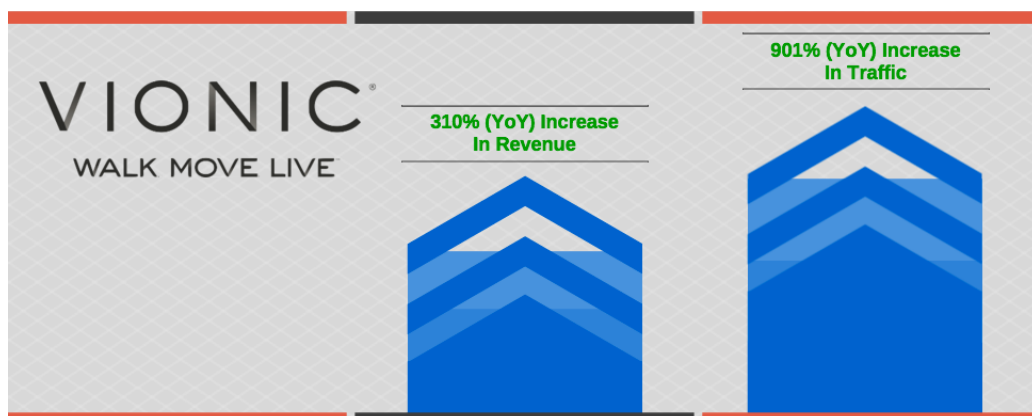 VIONIC®
WALK MOVE LIVE
310% (YoY) Increase
In Revenue
901% (YoY) Increase
In Traffic